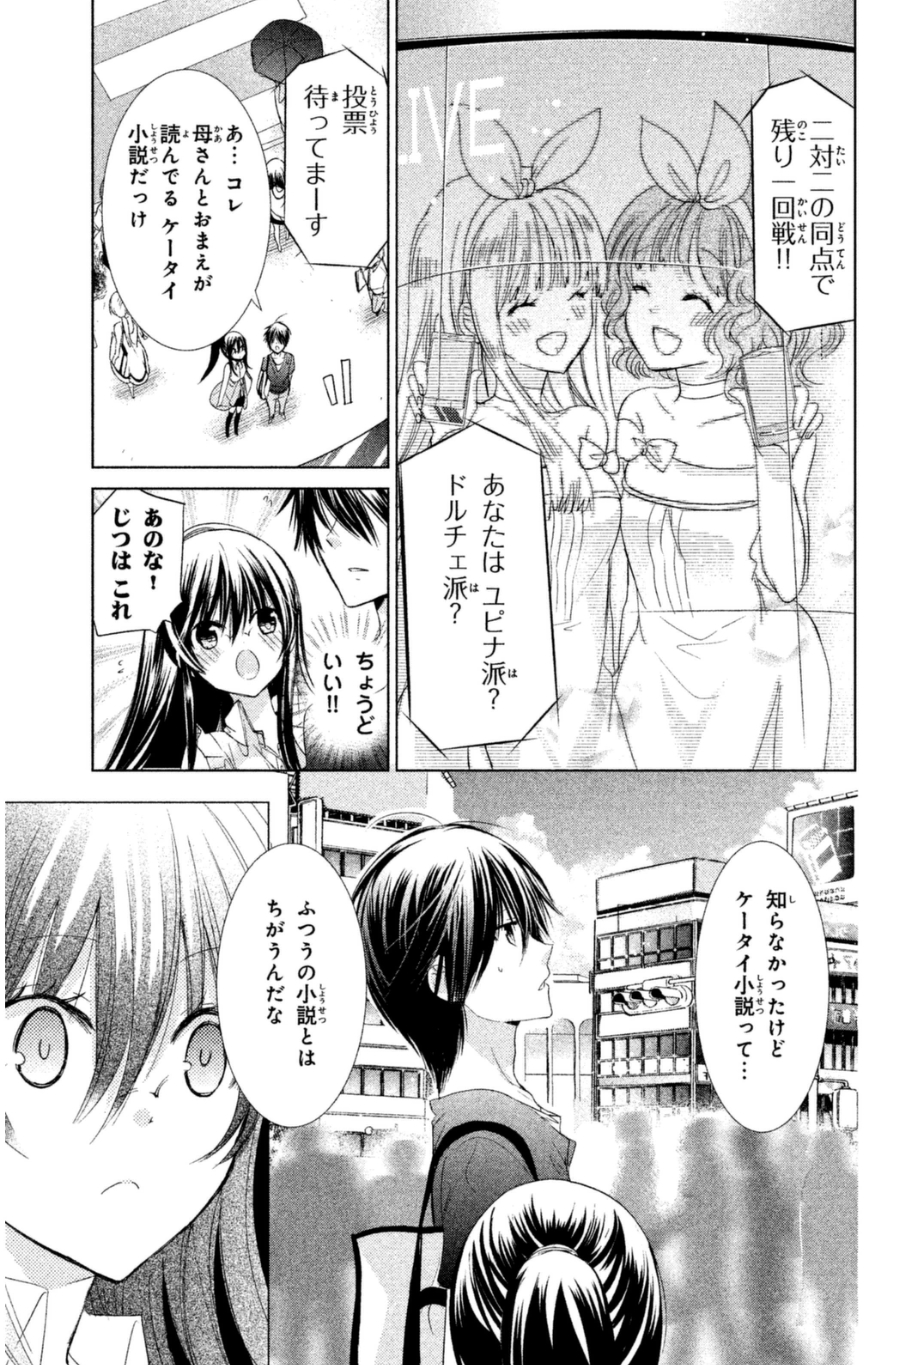 LIVE
二対二の同点で
残り一回戦!!
あなたは ユピナ派?
ドルチェ派?
投票
待ってまーす
あ… コレ
母さんとおまえが
読んでる ケータイ
小説だっけ
ちょうど
いい!!
あのな!
じつは これ
知らなかったけど
ケータイ小説って…
ふつうの小説とは
ちがうんだな